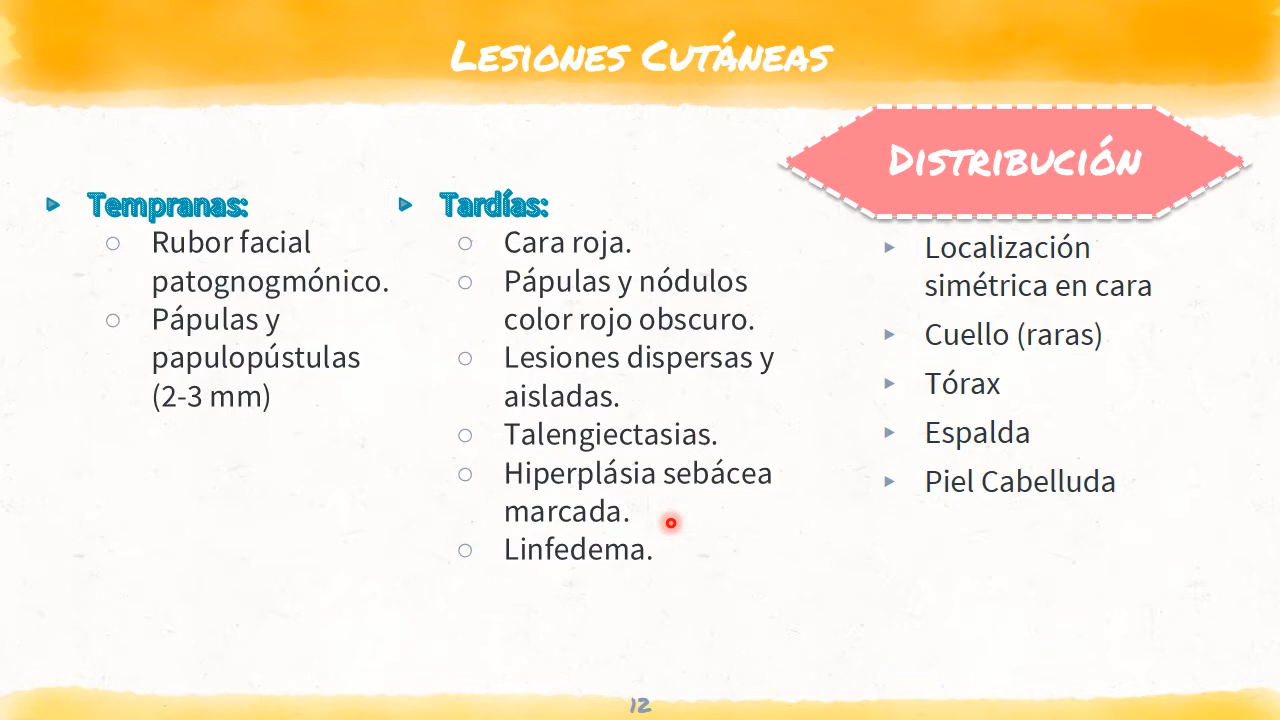 Lesiones Cutáneas
Tempranas:
Rubor facial
patognogmónico.
Pápulas y
papulopústulas
(2-3 mm)
Tardías:
Cara roja.
Pápulas y nódulos
color rojo obscuro.
Lesiones dispersas y
aisladas.
Talengiectasias.
Hiperplásia sebácea
marcada.
Linfedema.
Distribución
Localización
simétrica en cara
Cuello (raras)
Tórax
Espalda
Piel Cabelluda
12